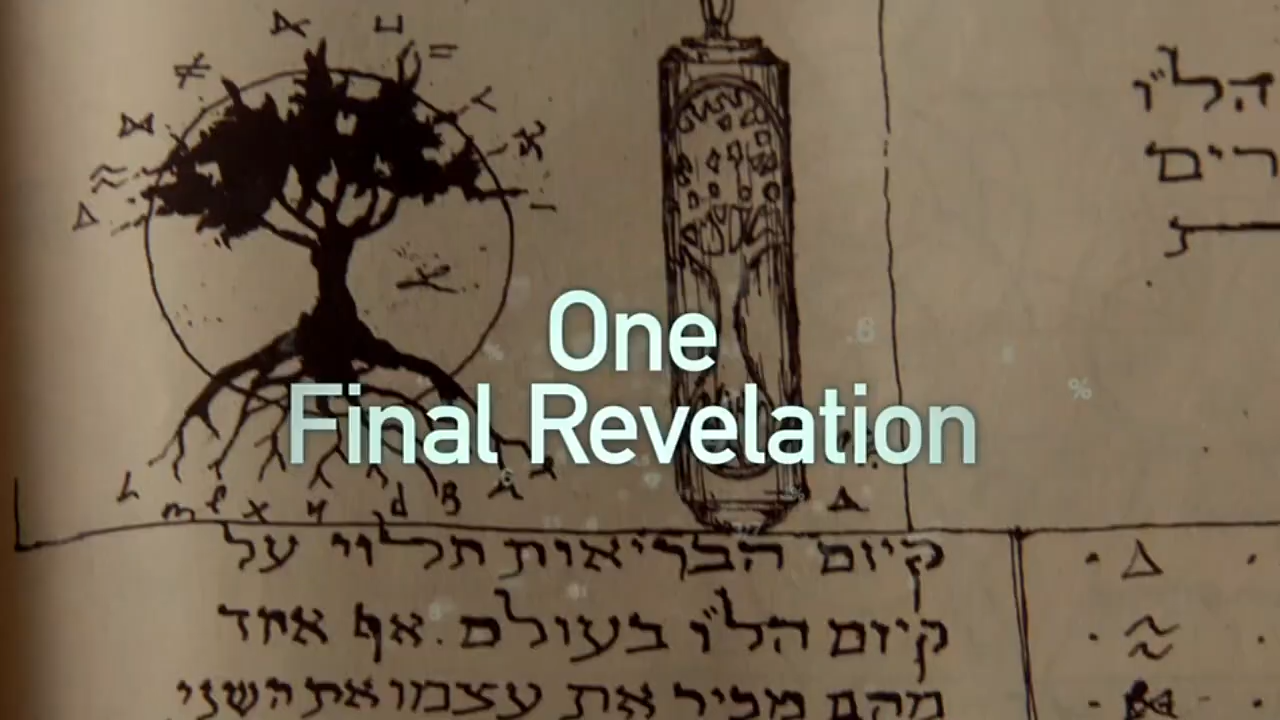 One
Final Revelation
הל"ו
רים
קיום הבריאות תלוי על
קיום הל"ו בעולם. אף אחד
מהם מכיר את עצמו או את השני